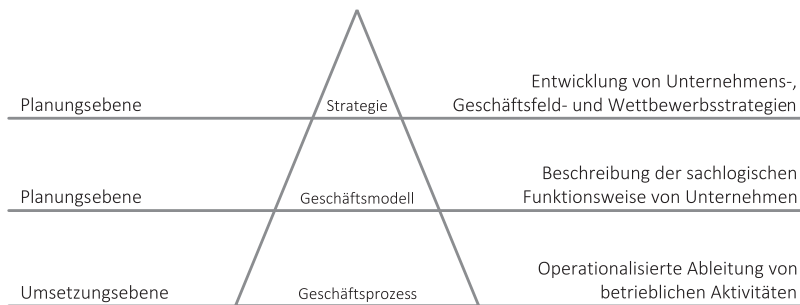 Entwicklung von Unternehmens-,
Planungsebene Strategie Geschäftsfeld- und Wettbewerbsstrategien
Beschreibung der sachlogischen
Planungsebene Geschäftsmodell Funktionsweise von Unternehmen
Operationalisierte Ableitung von
Umsetzungsebene Geschäftsprozess betrieblichen Aktivitäten